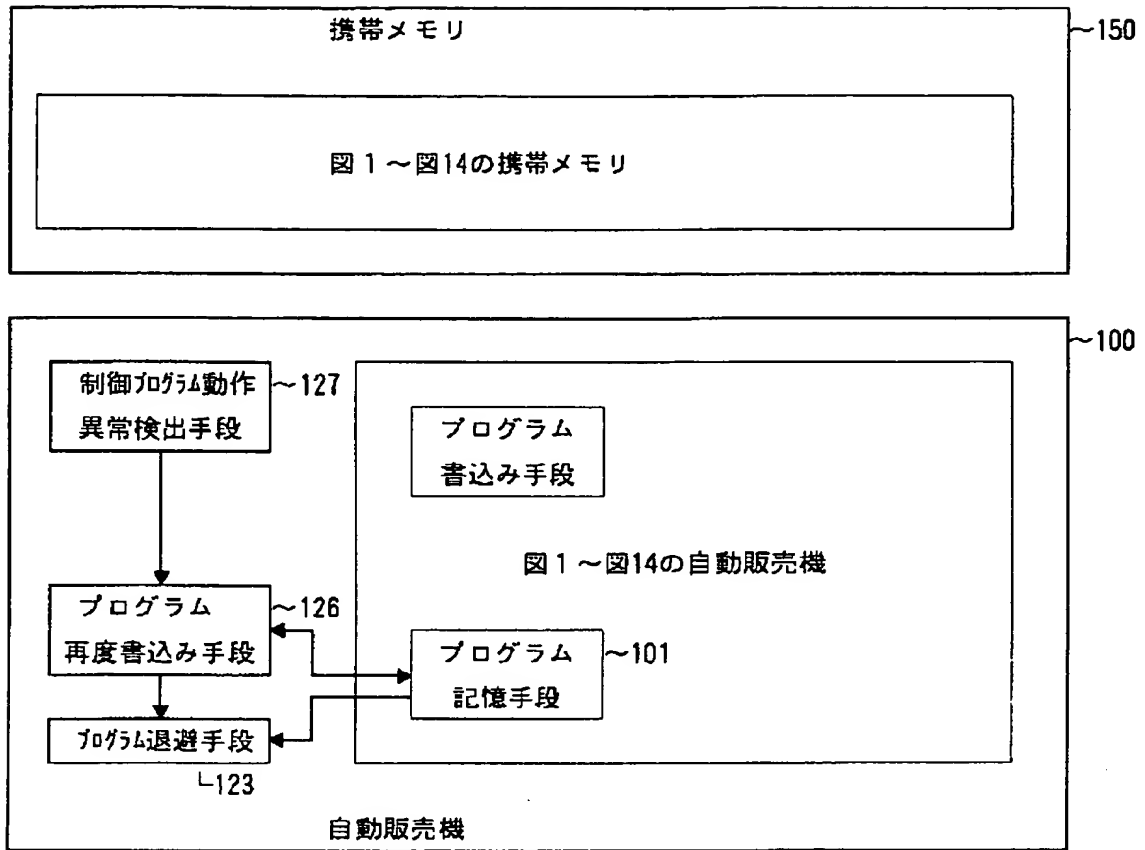 携帯メモリ
～150
図1～図14の携帯メモリ
～100
制御プログラム動作
異常検出手段
～127
プログラム
書込み手段
図1～図14の自動販売機
プログラム
再度書込み手段
～126
プログラム
記憶手段
～101
プログラム退避手段
123
自動販売機